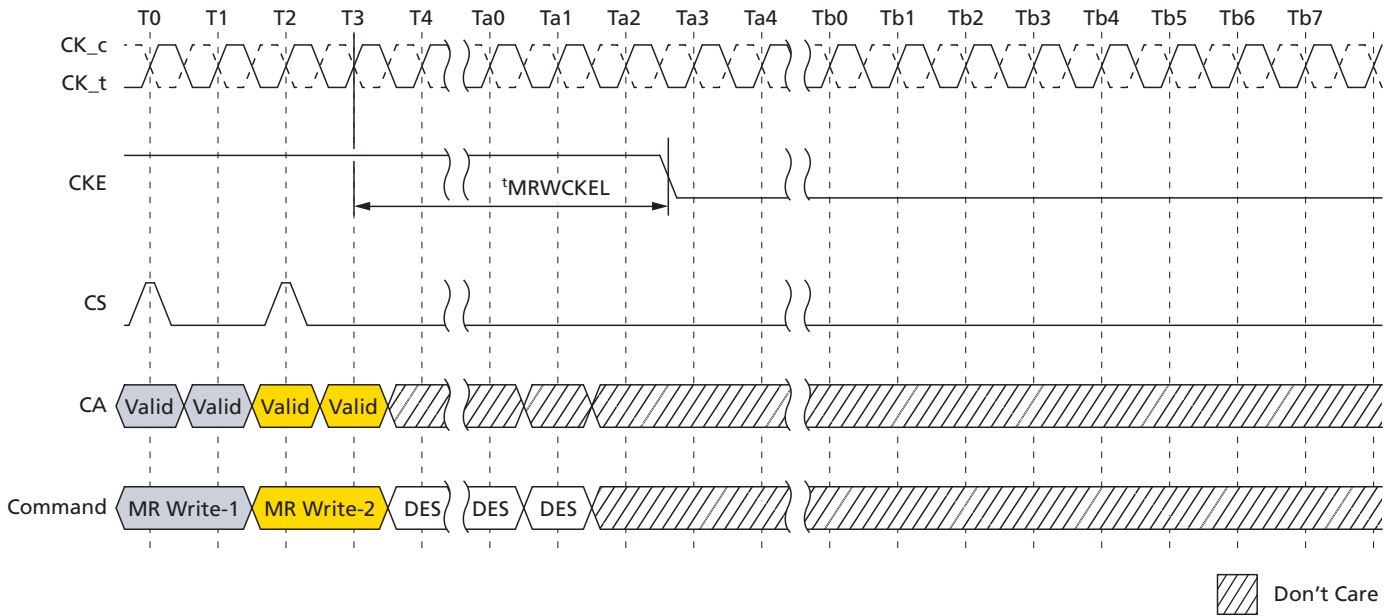 T0 T1 T2 T3 T4 Ta0 Ta1 Ta2 Ta3 Ta4 Tb0 Tb1 Tb2 Tb3 Tb4 Tb5 Tb6 Tb7
CK_c
CK_t
CKE
tMRWCKEL
CS
CA Valid Valid Valid Valid
Command MR Write-1 MR Write-2 DES DES DES
Don't Care